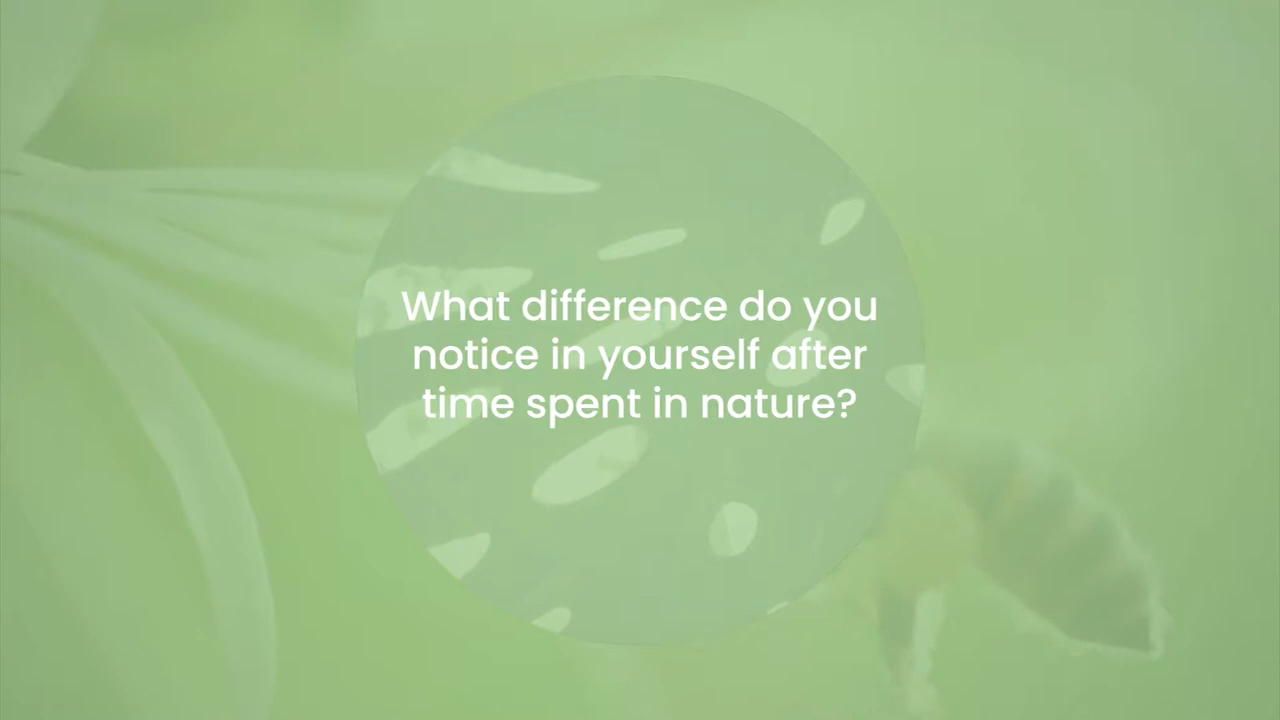 What difference do you
notice in yourself after
time spent in nature?